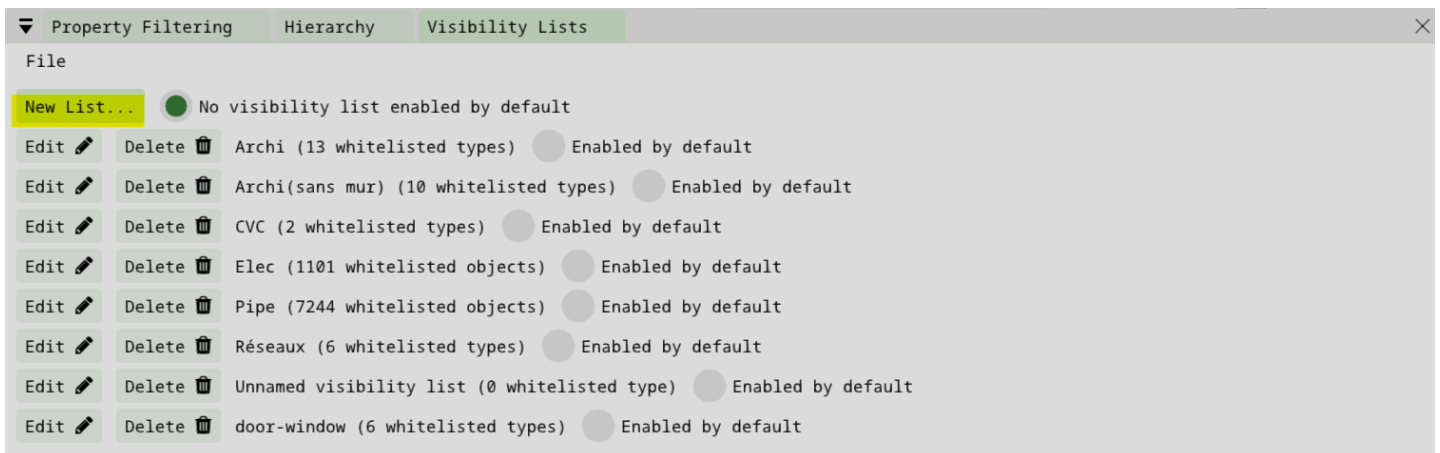 Property Filtering Hierarchy Visibility Lists
File
New List... No visibility list enabled by default
Edit Delete Archi (13 whitelisted types) Enabled by default
Edit Delete Archi(sans mur) (10 whitelisted types) Enabled by default
Edit Delete CVC (2 whitelisted types) Enabled by default
Edit Delete Elec (1101 whitelisted objects) Enabled by default
Edit Delete Pipe (7244 whitelisted objects) Enabled by default
Edit Delete Réseaux (6 whitelisted types) Enabled by default
Edit Delete Unnamed visibility list (0 whitelisted type) Enabled by default
Edit Delete door-window (6 whitelisted types) Enabled by default